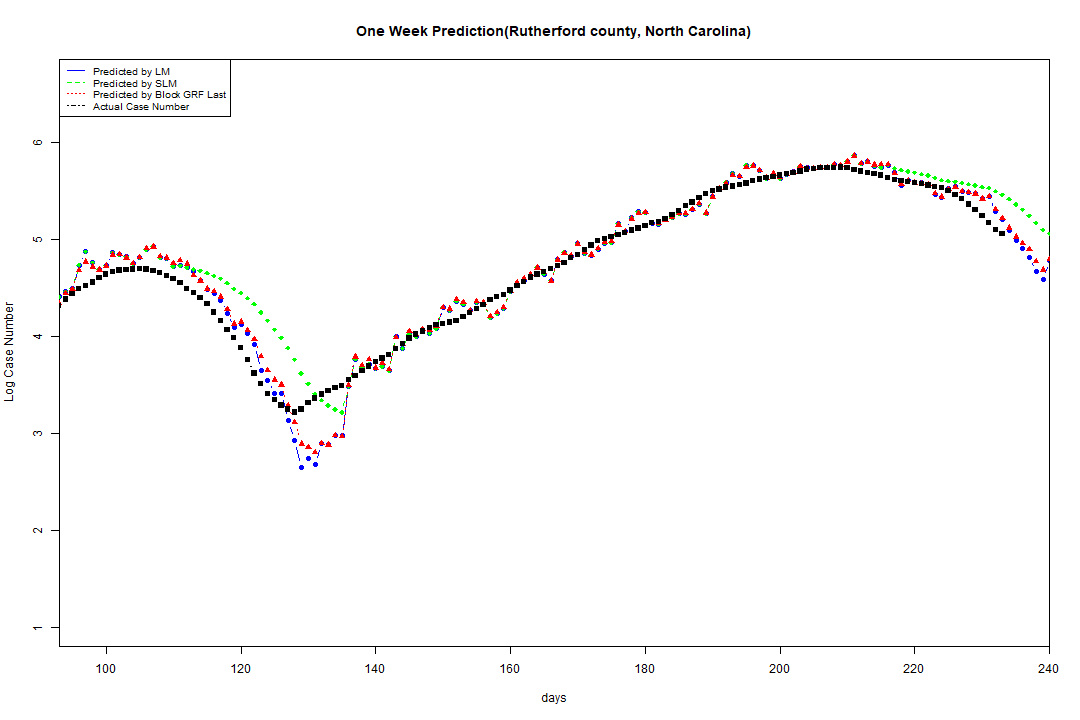 One Week Prediction(Rutherford county, North Carolina)
Predicted by LM
Predicted by SLM
Predicted by Block GRF Last
Actual Case Number
6
5
4
3
2
1
Log Case Number
100 120 140 160 180 200 220 240
days